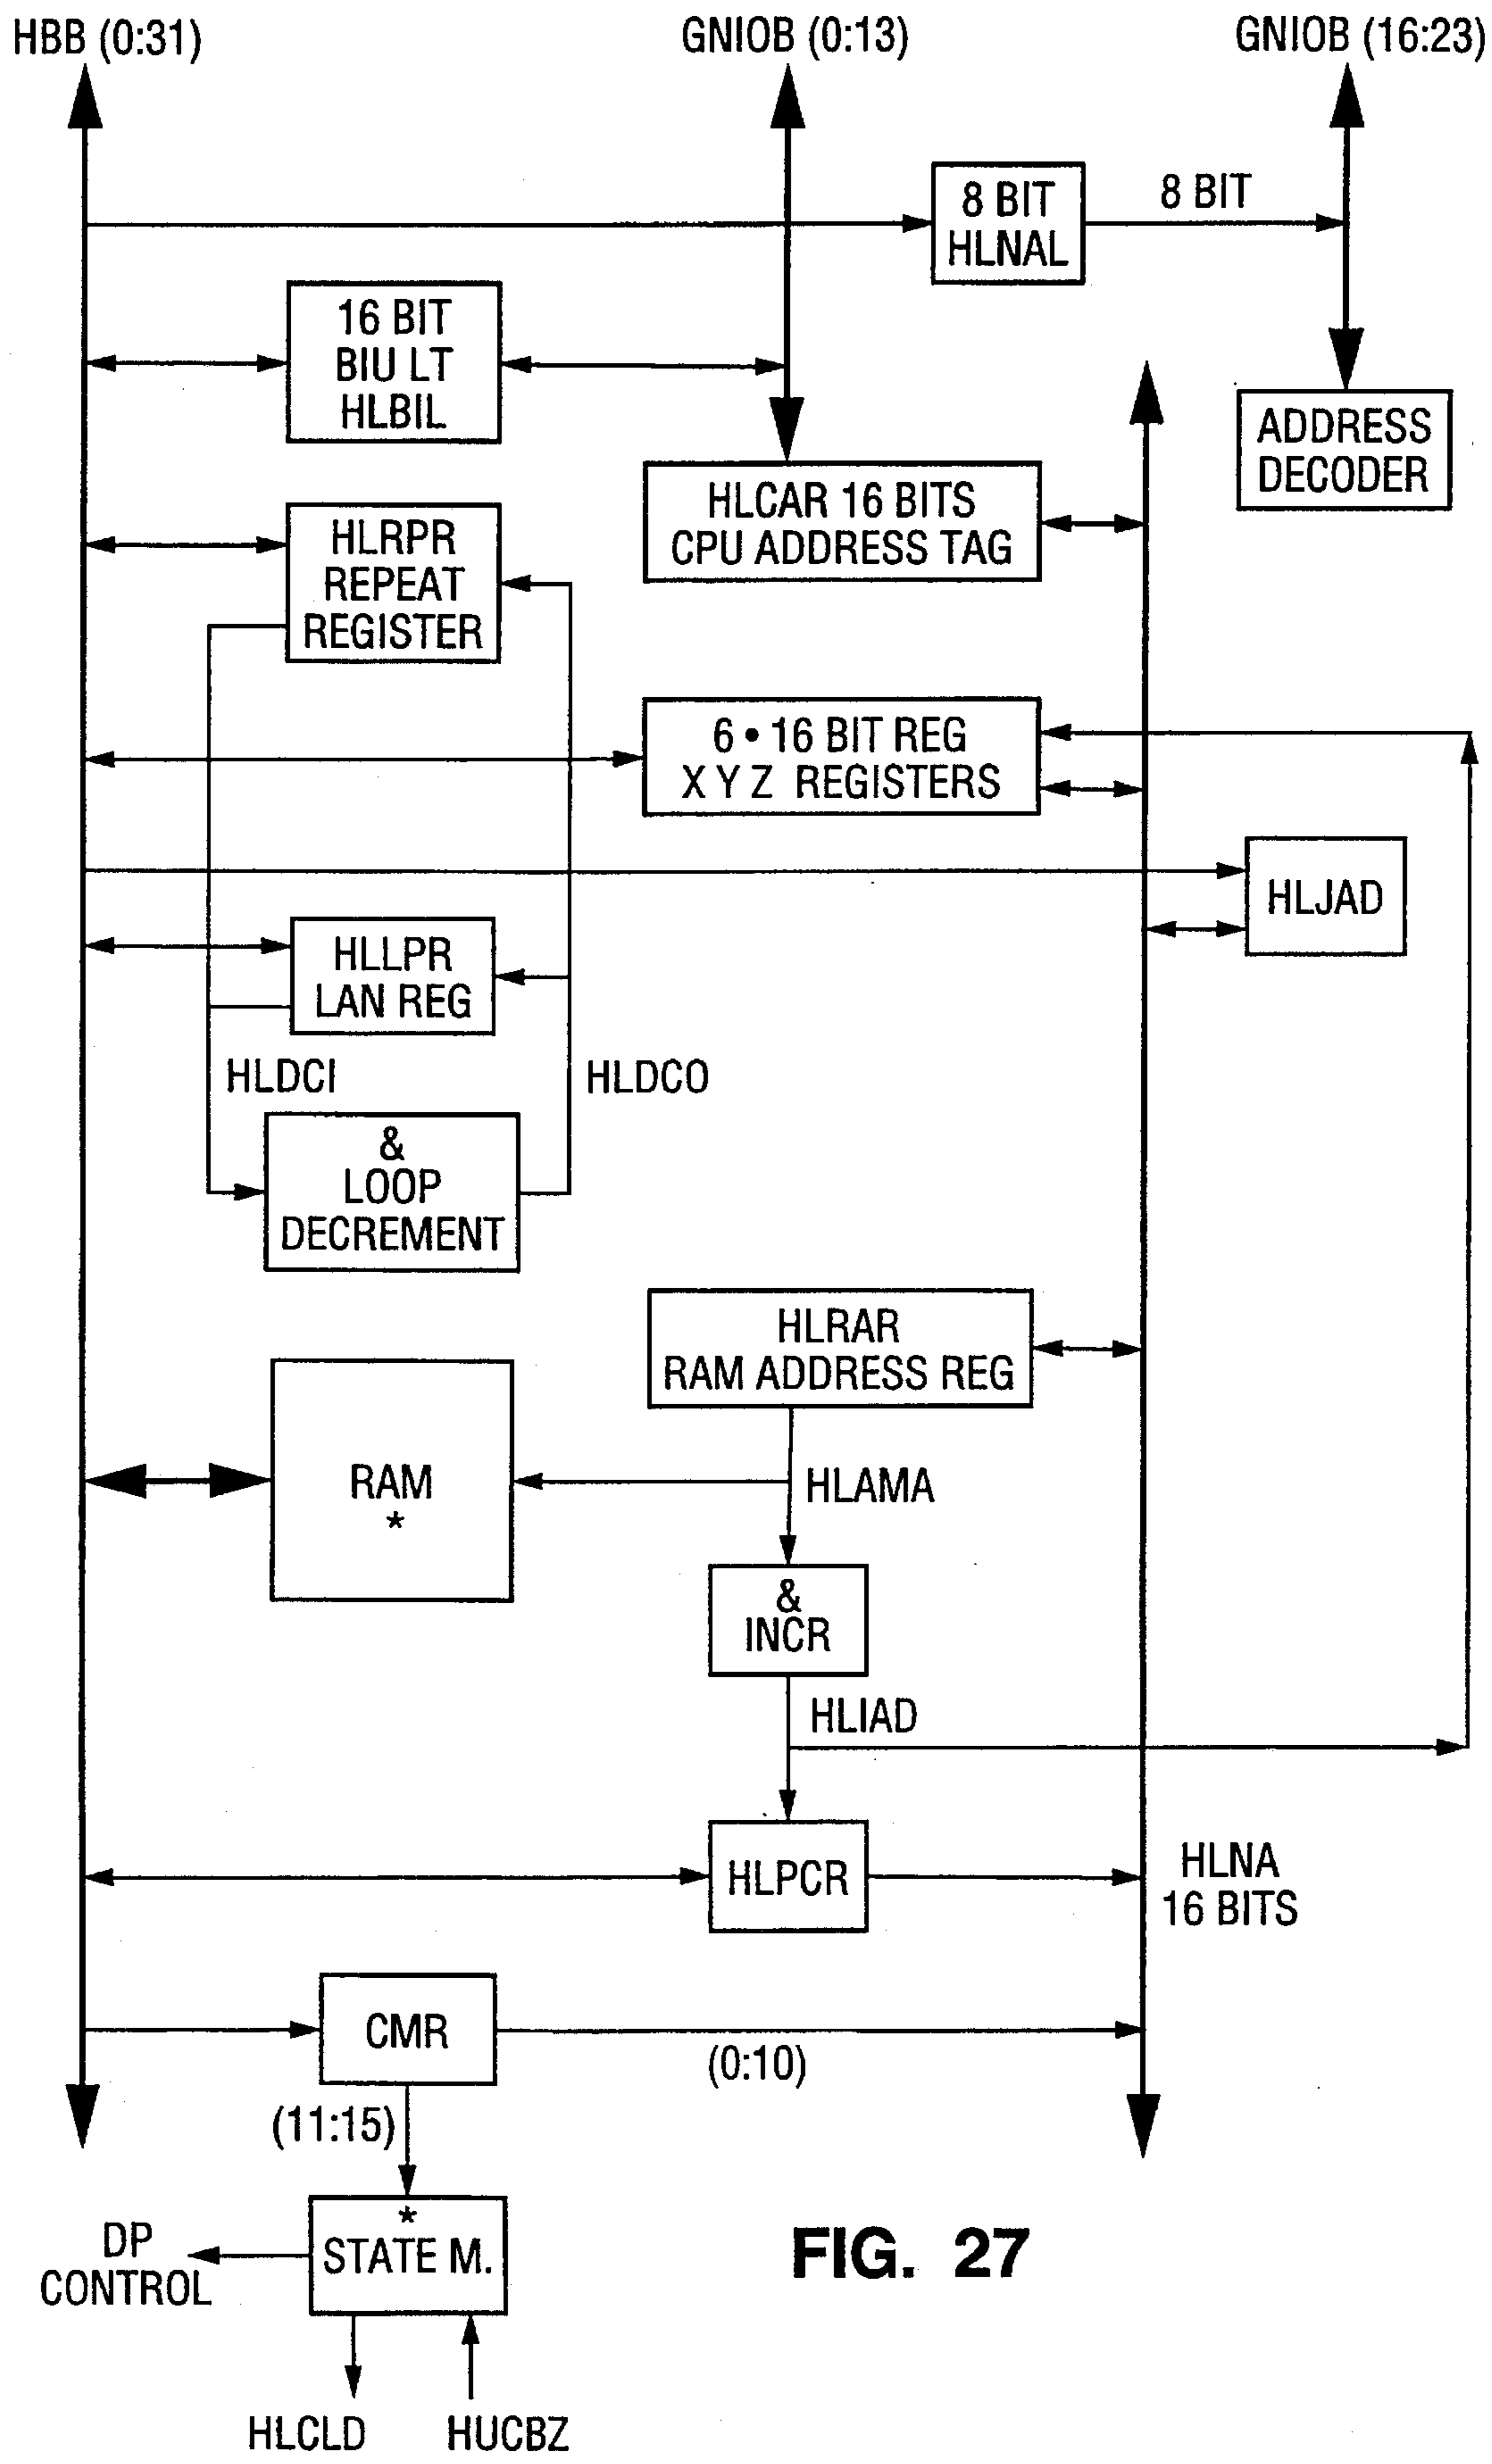 HBB (0:31)
GNIOB (0:13)
GNIOB (16:23)
8 BIT
HLNAL
8 BIT
16 BIT
BIU LT
HLBIL
ADDRESS
DECODER
HLCAR 16 BITS
CPU ADDRESS TAG
HLRPR
REPEAT
REGISTER
6 • 16 BIT REG
X Y Z REGISTERS
HLJAD
HLLPR
LAN REG
HLDCI
HLDCO
&
LOOP
DECREMENT
HLRAR
RAM ADDRESS REG
RAM
*
HLAMA
&
INCR
HLIAD
HLPCR
HLNA
16 BITS
CMR
(0:10)
(11:15)
*
STATE M.
DP
CONTROL
HLCLD
HUCBZ
FIG. 27